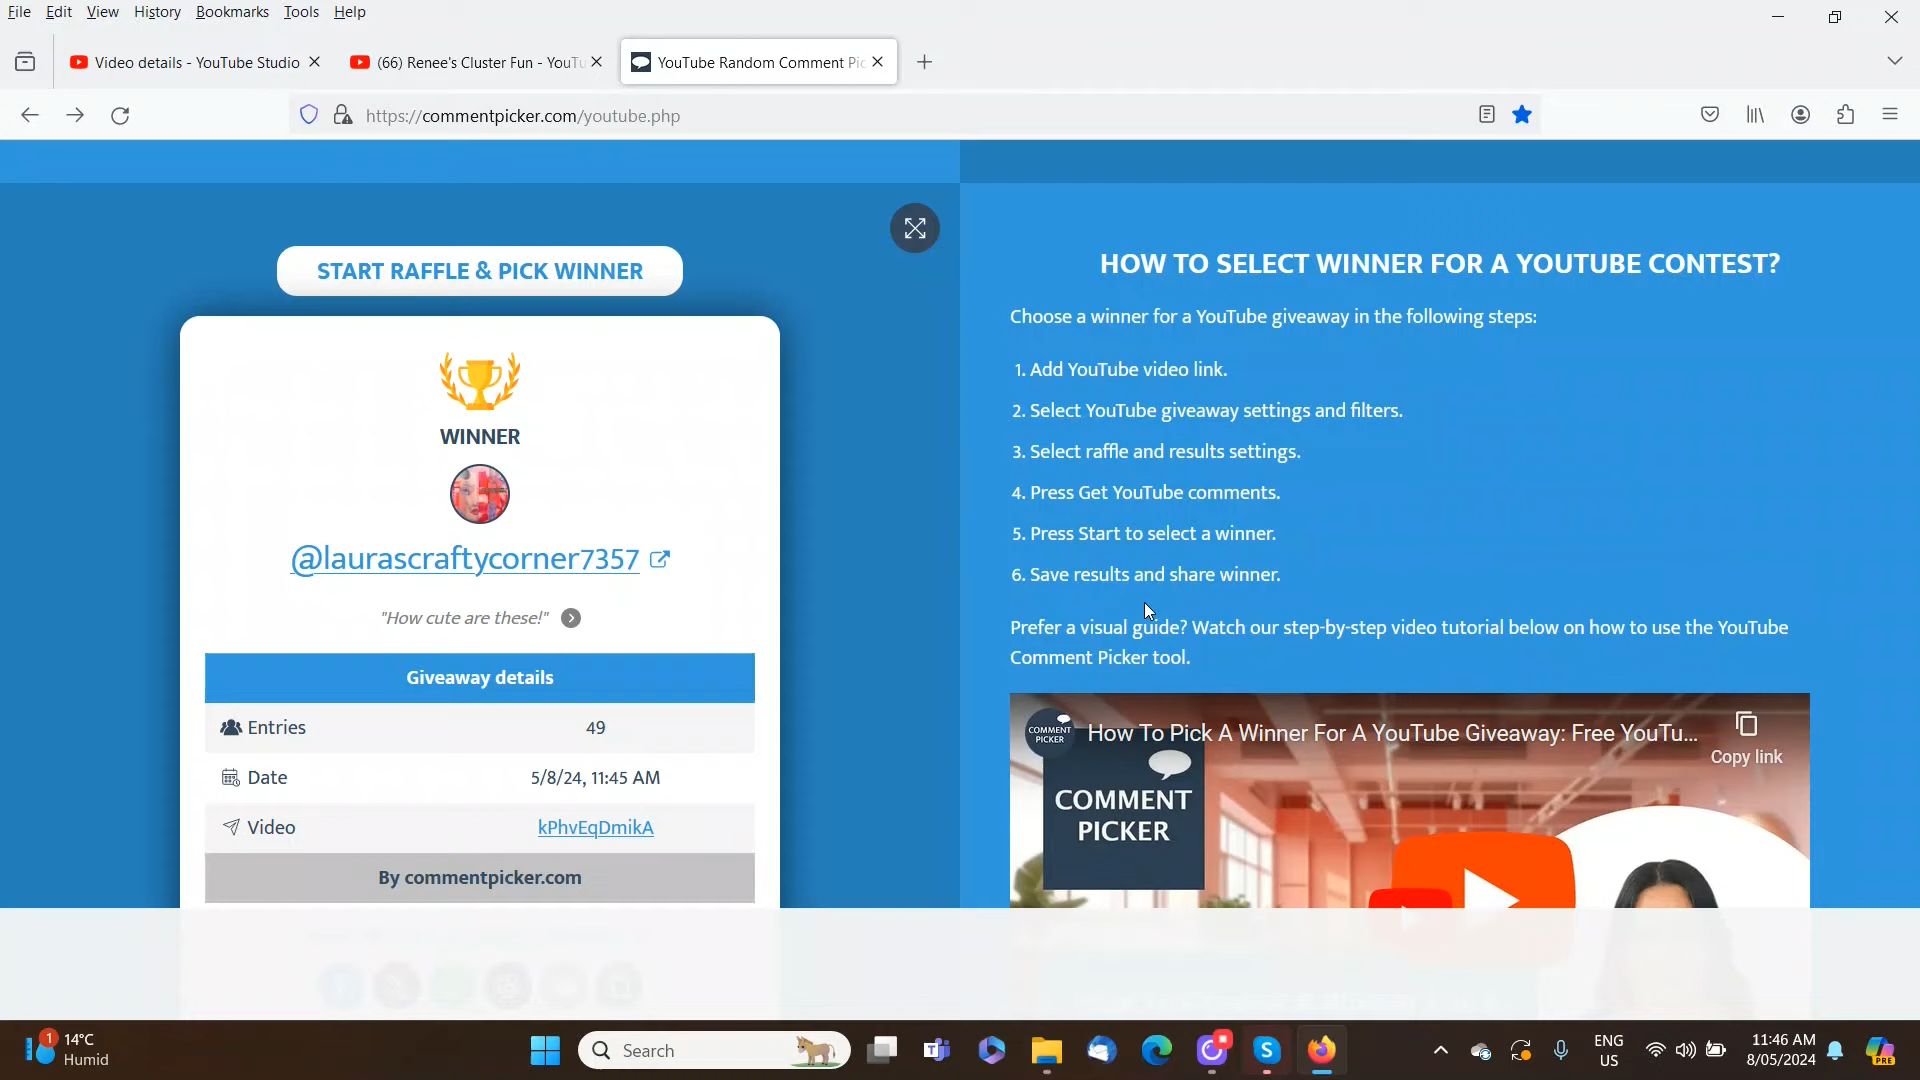 File Edit View History Bookmarks Tools Help
Video details - YouTube Studio
(66) Renee's Cluster Fun - YouTu
YouTube Random Comment Pic
https://commentpicker.com/youtube.php
START RAFFLE & PICK WINNER
WINNER
@laurascraftycorner7357
"How cute are these!"
Giveaway details
Entries 49
Date 5/8/24, 11:45 AM
Video kPhvEqDmikA
By commentpicker.com
HOW TO SELECT WINNER FOR A YOUTUBE CONTEST?
Choose a winner for a YouTube giveaway in the following steps:
1. Add YouTube video link.
2. Select YouTube giveaway settings and filters.
3. Select raffle and results settings.
4. Press Get YouTube comments.
5. Press Start to select a winner.
6. Save results and share winner.
Prefer a visual guide? Watch our step-by-step video tutorial below on how to use the YouTube
Comment Picker tool.
COMMENT
PICKER
How To Pick A Winner For A YouTube Giveaway: Free YouTu...
Copy link
COMMENT
PICKER
1
14°C
Humid
Search
ENG
US
11:46 AM
8/05/2024
PRE